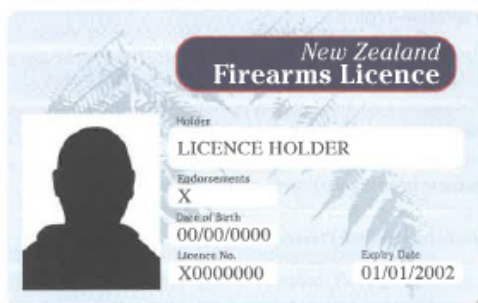 New Zealand
Firearms Licence
Holder
LICENCE HOLDER
Endorsements
X
Date of Birth
00/00/0000
Licence No.
X0000000
Expiry Date
01/01/2002